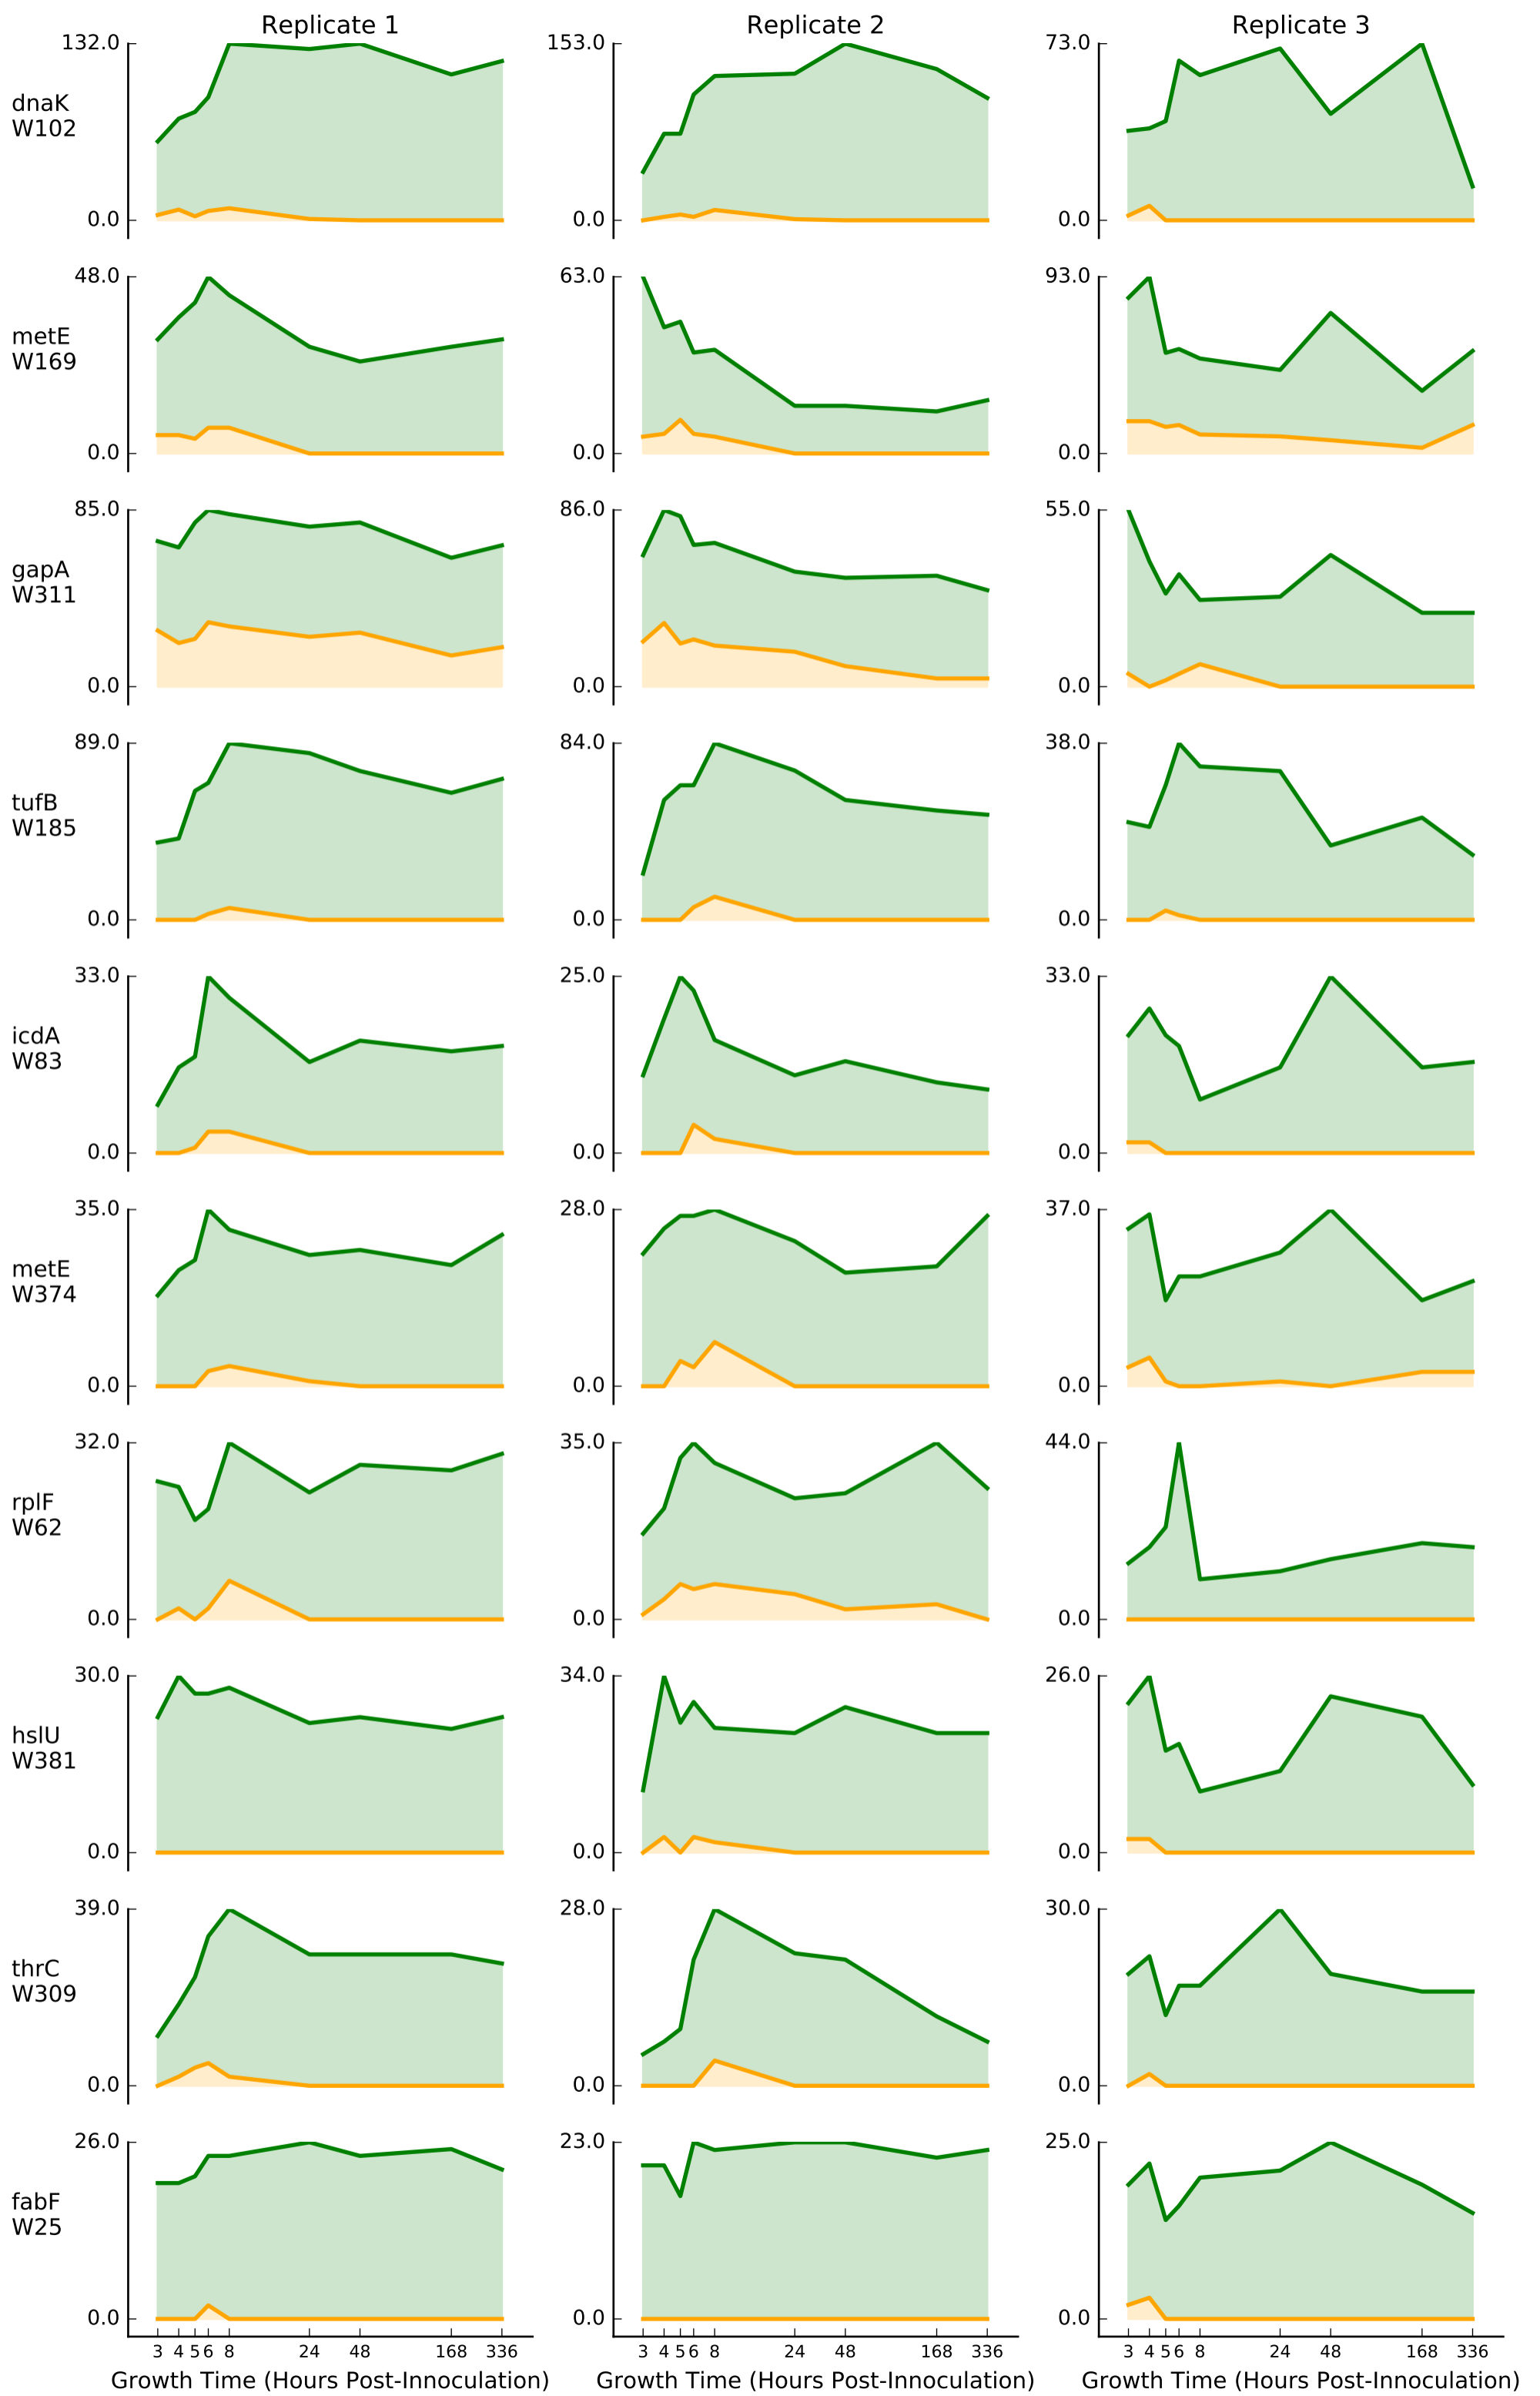 Replicate 1 Replicate 2 Replicate 3
132.0 153.0 73.0
dnaK
W102
0.0 0.0 0.0
48.0 63.0 93.0
metE
W169
0.0 0.0 0.0
85.0 86.0 55.0
gapA
W311
0.0 0.0 0.0
89.0 84.0 38.0
tufB
W185
0.0 0.0 0.0
33.0 25.0 33.0
icdA
W83
0.0 0.0 0.0
35.0 28.0 37.0
metE
W374
0.0 0.0 0.0
32.0 35.0 44.0
rplF
W62
0.0 0.0 0.0
30.0 34.0 26.0
hslU
W381
0.0 0.0 0.0
39.0 28.0 30.0
thrC
W309
0.0 0.0 0.0
26.0 23.0 25.0
fabF
W25
0.0 0.0 0.0
3 4 5 6 8 24 48 168 336 3 4 5 6 8 24 48 168 336 3 4 5 6 8 24 48 168 336
Growth Time (Hours Post-Innoculation) Growth Time (Hours Post-Innoculation) Growth Time (Hours Post-Innoculation)